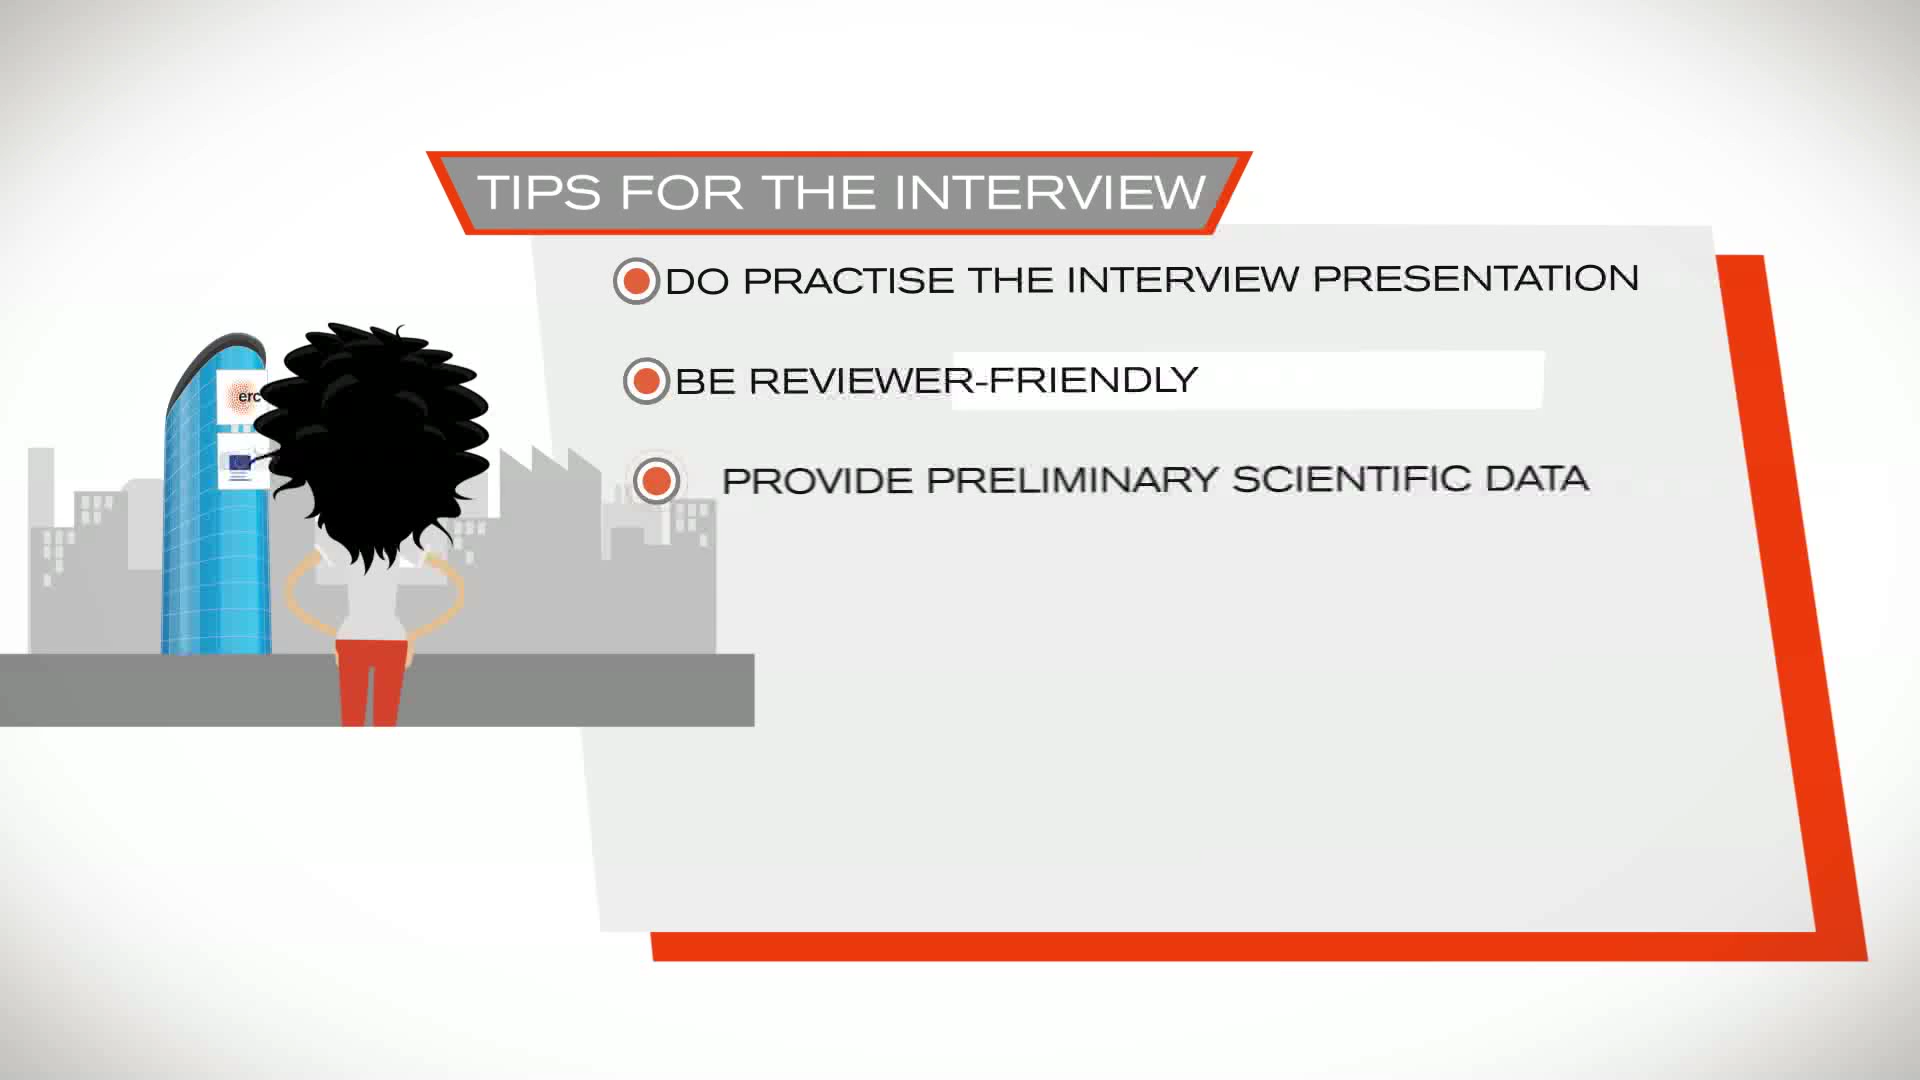 TIPS FOR THE INTERVIEW
DO PRACTISE THE INTERVIEW PRESENTATION
BE REVIEWER-FRIENDLY
PROVIDE PRELIMINARY SCIENTIFIC DATA
erc